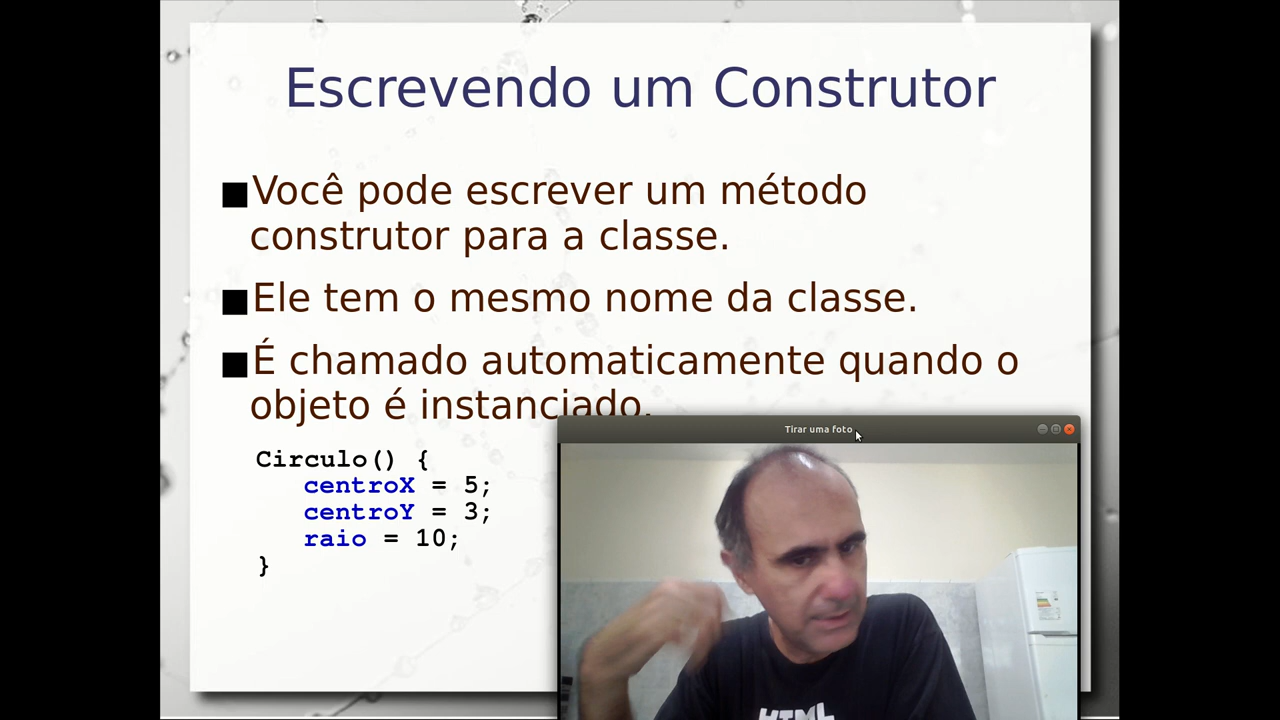 Escrevendo um Construtor
■Você pode escrever um método
construtor para a classe.
■Ele tem o mesmo nome da classe.
■É chamado automaticamente quando o
objeto é instanciado.
Circulo() {
centroX = 5;
centroY = 3;
raio = 10;
}
Tirar uma foto
HTML